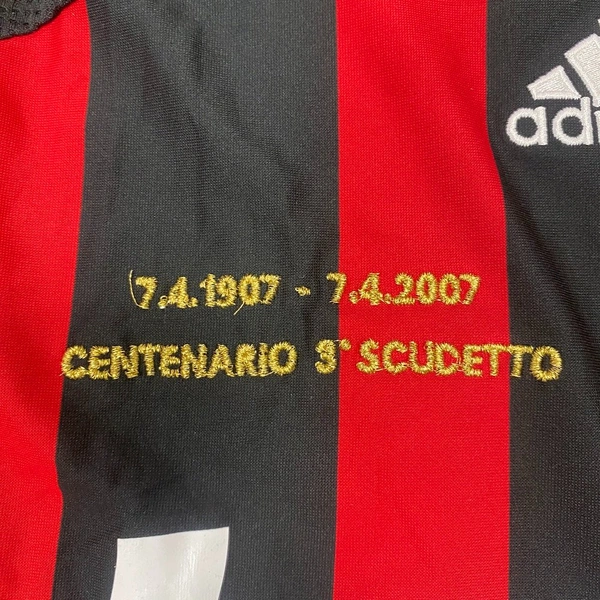 adi
7.4.1907 - 7.4.2007
CENTENARIO 3° SCUDETTO